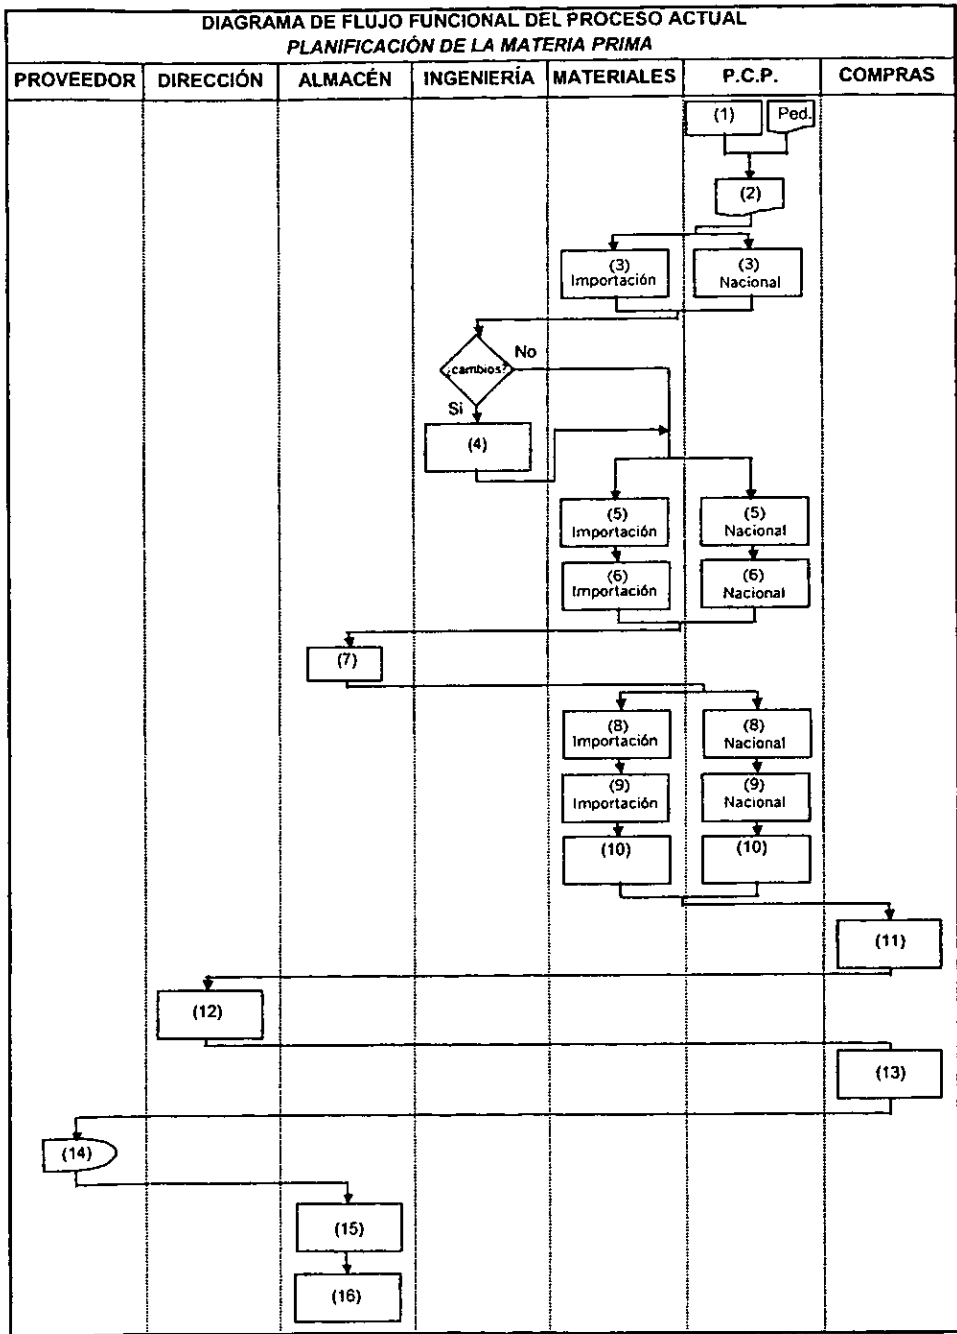 DIAGRAMA DE FLUJO FUNCIONAL DEL PROCESO ACTUAL
PLANIFICACIÓN DE LA MATERIA PRIMA
PROVEEDOR DIRECCIÓN ALMACÉN INGENIERÍA MATERIALES P.C.P. COMPRAS
(1) Ped.
(2)
(3) (3)
Importación Nacional
No
¿cambios?
Si
(4)
(5) (5)
Importación Nacional
(6) (6)
Importación Nacional
(7)
(8) (8)
Importación Nacional
(9) (9)
Importación Nacional
(10) (10)
(11)
(12)
(13)
(14)
(15)
(16)